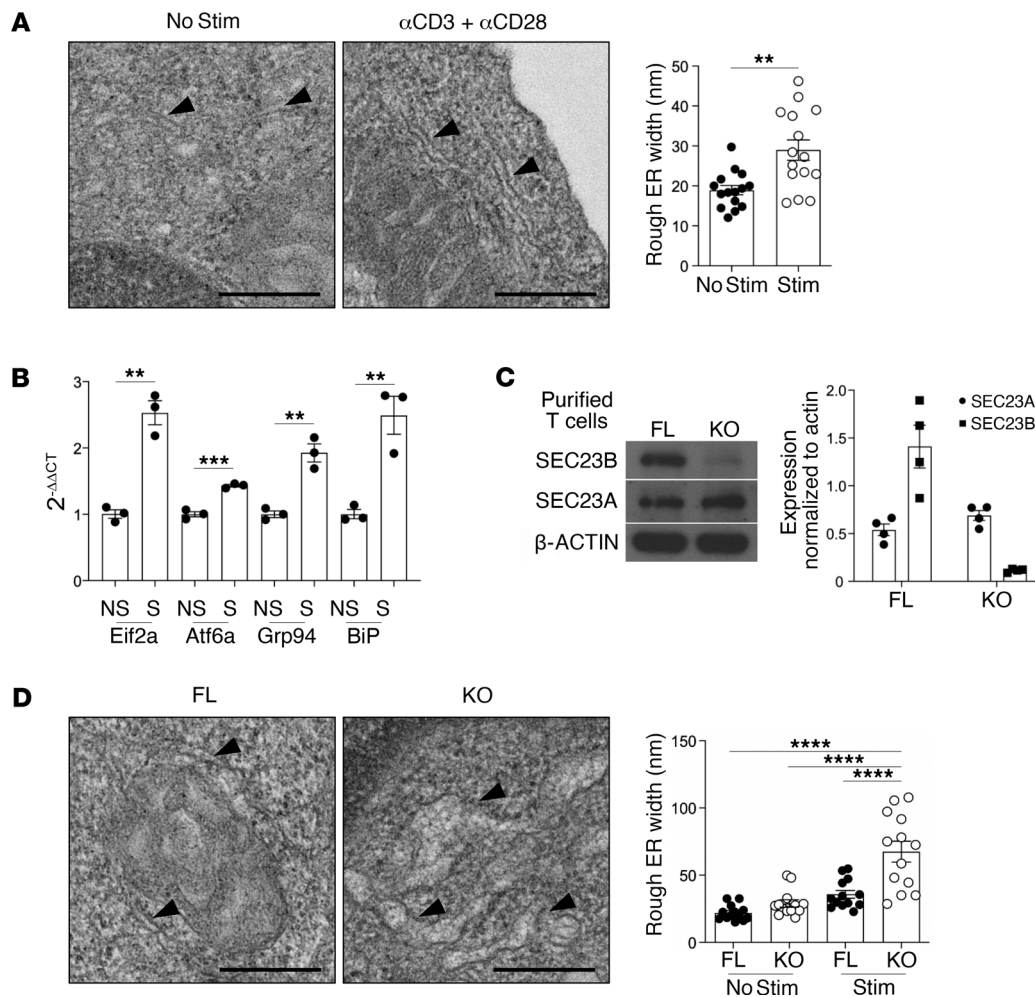 A
No Stim
αCD3 + αCD28
**
Rough ER width (nm)
50
40
30
20
10
0
No Stim
Stim
B
2-ΔΔCT
3
2
1
0
**
***
**
**
NS S
NS S
NS S
NS S
Eif2a
Atf6a
Grp94
BiP
C
Purified
T cells
FL
KO
SEC23B
SEC23A
β-ACTIN
Expression
normalized to actin
2.0
1.5
1.0
0.5
0
FL
KO
SEC23A
SEC23B
D
FL
KO
Rough ER width (nm)
150
100
50
0
****
****
****
FL KO FL KO
No Stim
Stim